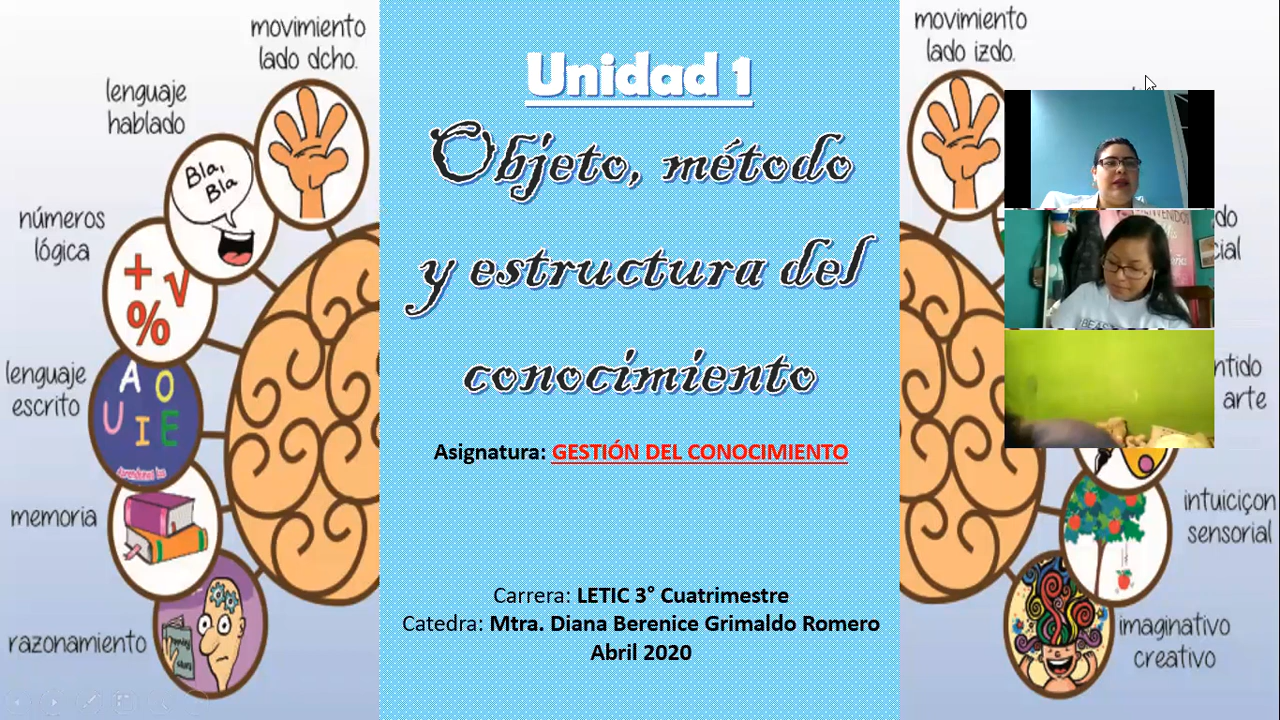 movimiento
lado dcho.
lenguaje
hablado
Bla,
Bla
números
lógica
+ √
%
lenguaje
escrito
A O
U I E
memoria
razonamiento
Unidad 1
Objeto, método
y estructura del
conocimiento
Asignatura: GESTIÓN DEL CONOCIMIENTO
Carrera: LETIC 3° Cuatrimestre
Catedra: Mtra. Diana Berenice Grimaldo Romero
Abril 2020
movimiento
lado izdo.
do
cial
ntido
arte
intuiciçon
sensorial
imaginativo
creativo